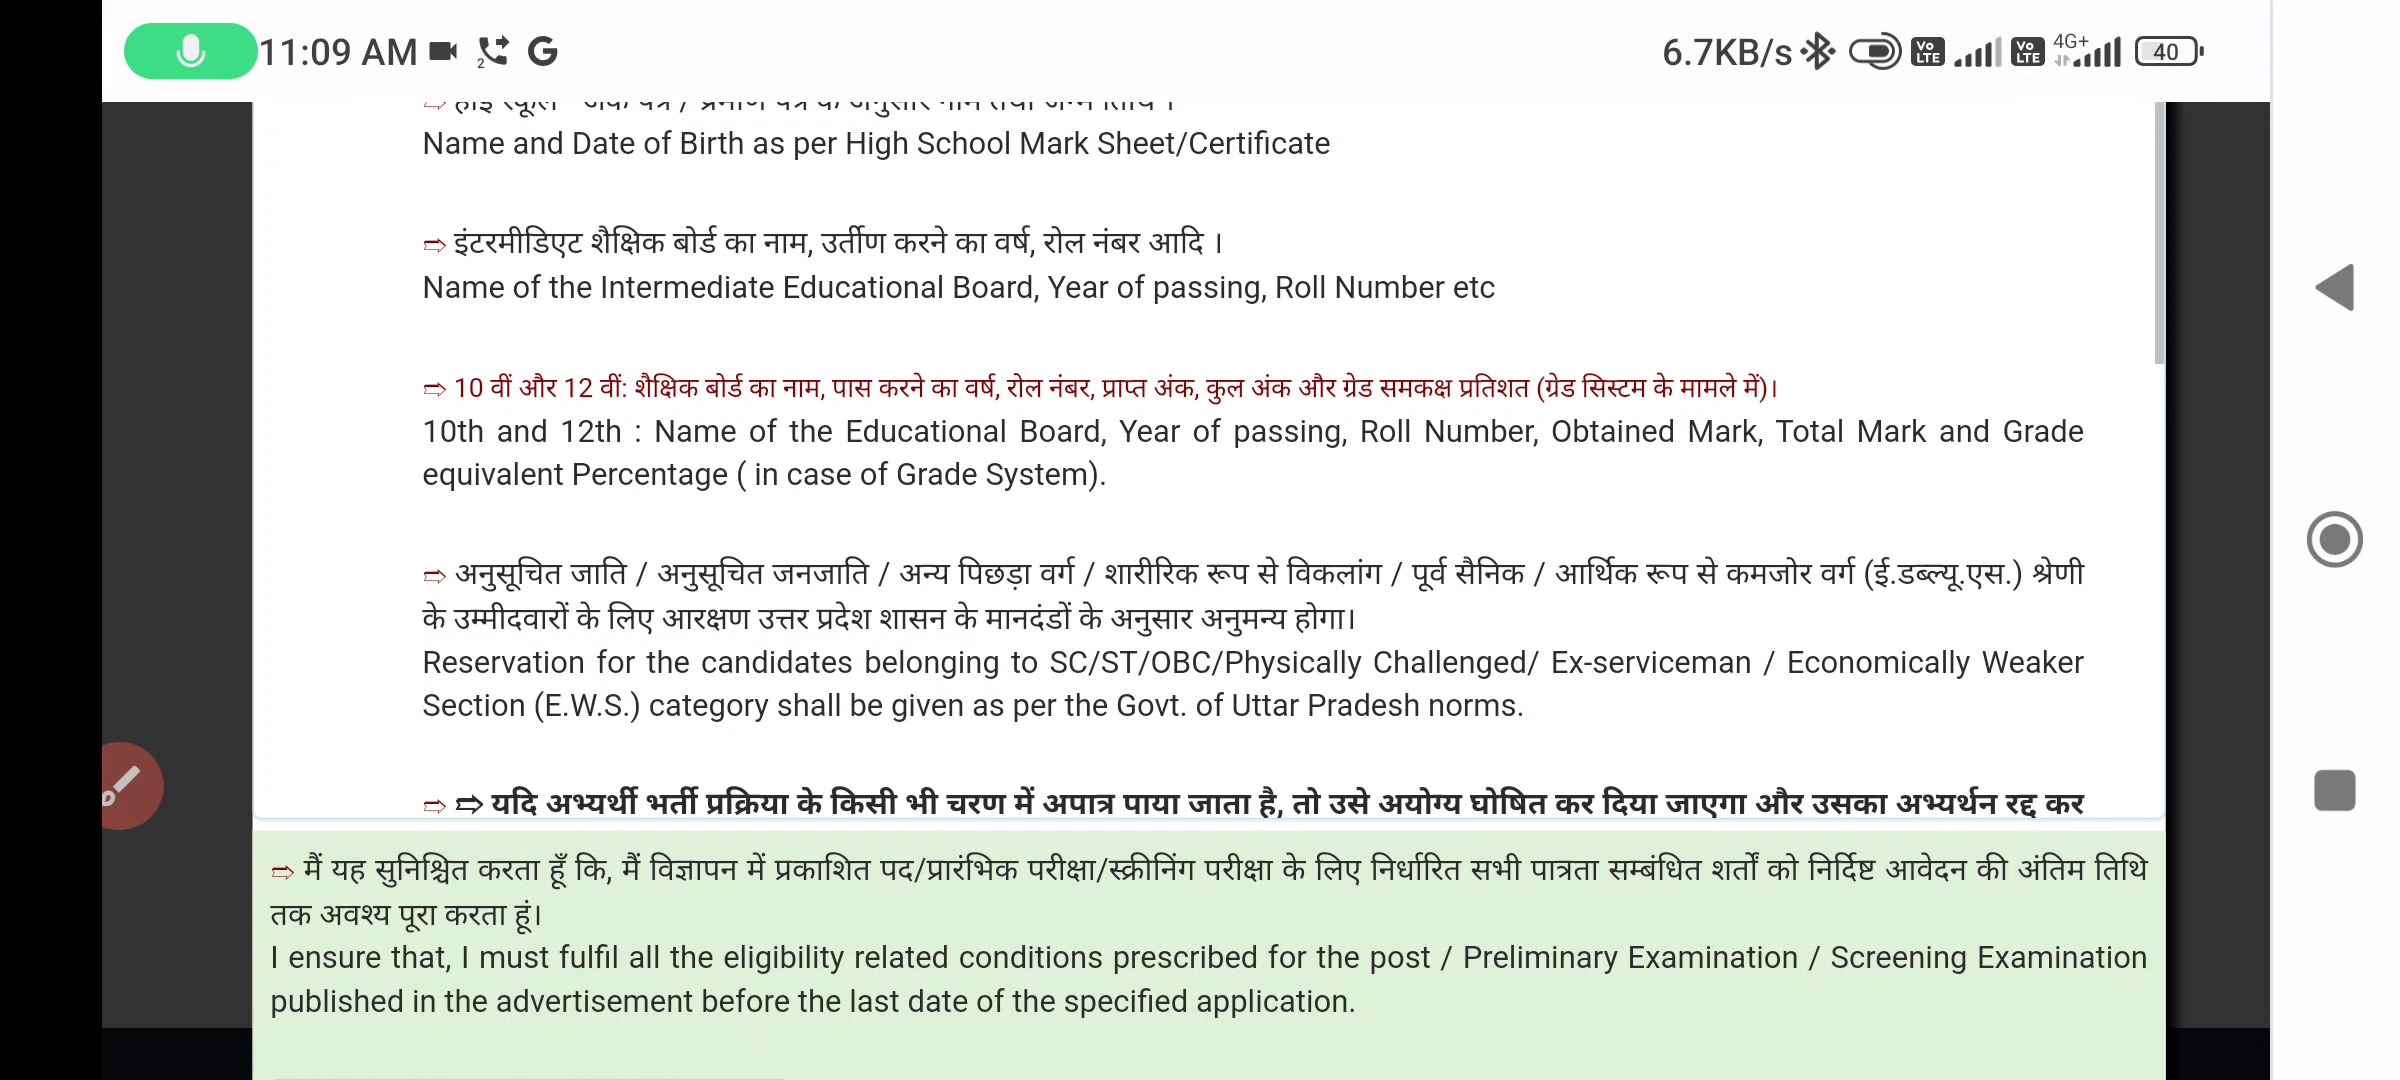 11:09 AM
6.7KB/s
Vo LTE
Vo LTE
4G+
40
2
Name and Date of Birth as per High School Mark Sheet/Certificate
⇨ इंटरमीडिएट शैक्षिक बोर्ड का नाम, उर्तीण करने का वर्ष, रोल नंबर आदि ।
Name of the Intermediate Educational Board, Year of passing, Roll Number etc
⇨ 10 वीं और 12 वीं: शैक्षिक बोर्ड का नाम, पास करने का वर्ष, रोल नंबर, प्राप्त अंक, कुल अंक और ग्रेड समकक्ष प्रतिशत (ग्रेड सिस्टम के मामले में)।
10th and 12th : Name of the Educational Board, Year of passing, Roll Number, Obtained Mark, Total Mark and Grade
equivalent Percentage ( in case of Grade System).
⇨ अनुसूचित जाति / अनुसूचित जनजाति / अन्य पिछड़ा वर्ग / शारीरिक रूप से विकलांग / पूर्व सैनिक / आर्थिक रूप से कमजोर वर्ग (ई.डब्ल्यू.एस.) श्रेणी
के उम्मीदवारों के लिए आरक्षण उत्तर प्रदेश शासन के मानदंडों के अनुसार अनुमन्य होगा।
Reservation for the candidates belonging to SC/ST/OBC/Physically Challenged/ Ex-serviceman / Economically Weaker
Section (E.W.S.) category shall be given as per the Govt. of Uttar Pradesh norms.
⇨ ⇨ यदि अभ्यर्थी भर्ती प्रक्रिया के किसी भी चरण में अपात्र पाया जाता है, तो उसे अयोग्य घोषित कर दिया जाएगा और उसका अभ्यर्थन रद्द कर
⇨ मैं यह सुनिश्चित करता हूँ कि, मैं विज्ञापन में प्रकाशित पद/प्रारंभिक परीक्षा/स्क्रीनिंग परीक्षा के लिए निर्धारित सभी पात्रता सम्बंधित शर्तों को निर्दिष्ट आवेदन की अंतिम तिथि
तक अवश्य पूरा करता हूं।
I ensure that, I must fulfil all the eligibility related conditions prescribed for the post / Preliminary Examination / Screening Examination
published in the advertisement before the last date of the specified application.